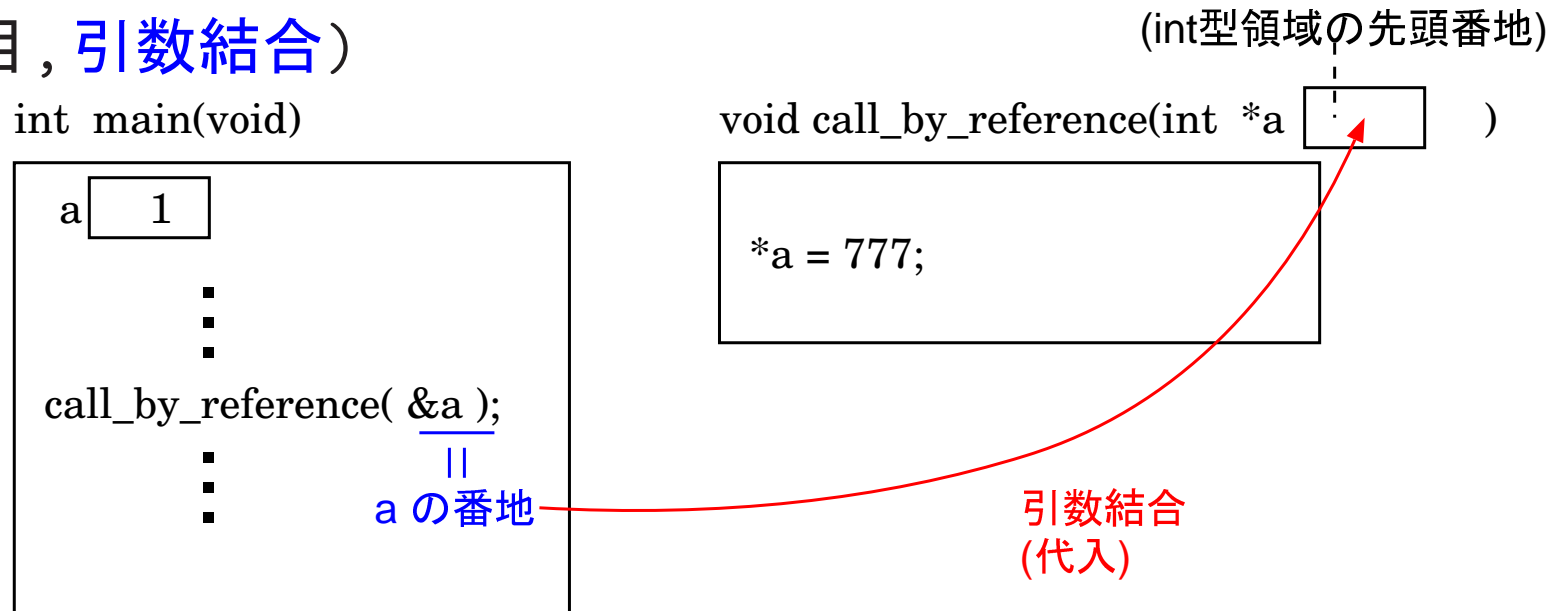 目,引数結合)
(int型領域の先頭番地)
int main(void)
a 1
call_by_reference( &a );
||
a の番地
void call_by_reference(int *a )
*a = 777;
引数結合
(代入)